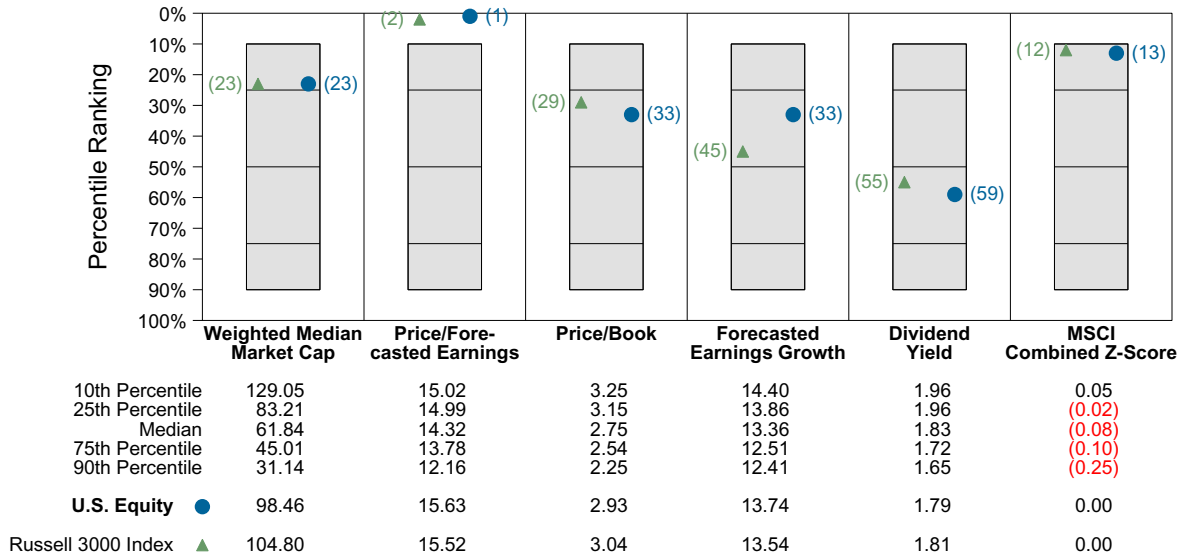 Percentile Ranking
0%
10%
20%
30%
40%
50%
60%
70%
80%
90%
100%
(23) (23)
(2) (1)
(29) (33)
(45) (33)
(55) (59)
(12) (13)
Weighted Median Market Cap
Price/Fore-casted Earnings
Price/Book
Forecasted Earnings Growth
Dividend Yield
MSCI Combined Z-Score
10th Percentile 129.05 15.02 3.25 14.40 1.96 0.05
25th Percentile 83.21 14.99 3.15 13.86 1.96 (0.02)
Median 61.84 14.32 2.75 13.36 1.83 (0.08)
75th Percentile 45.01 13.78 2.54 12.51 1.72 (0.10)
90th Percentile 31.14 12.16 2.25 12.41 1.65 (0.25)
U.S. Equity 98.46 15.63 2.93 13.74 1.79 0.00
Russell 3000 Index 104.80 15.52 3.04 13.54 1.81 0.00